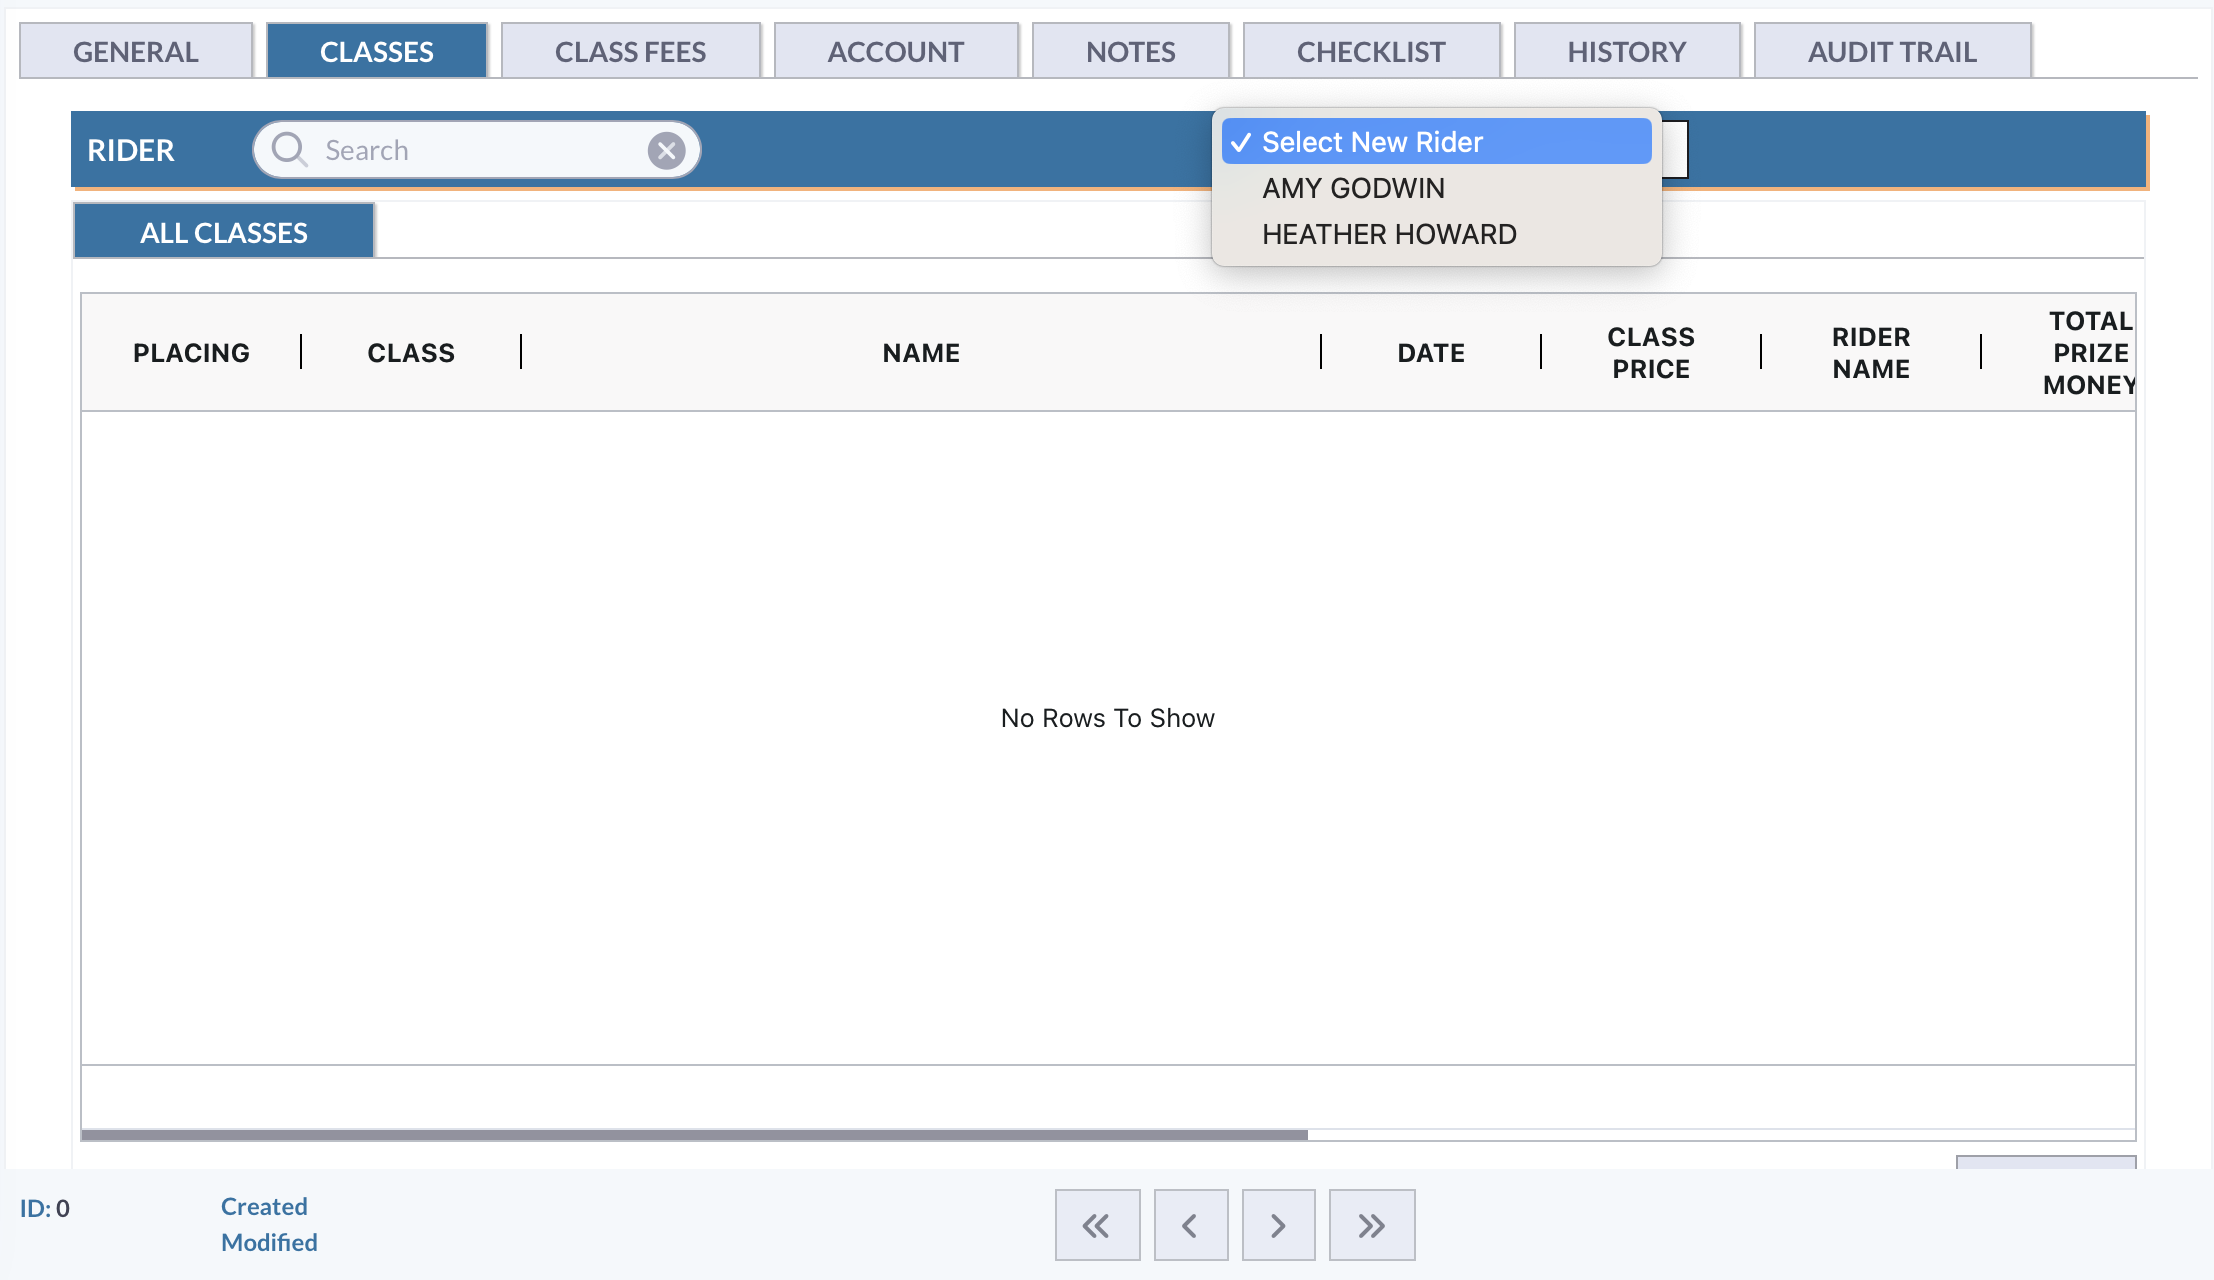 GENERAL CLASSES CLASS FEES ACCOUNT NOTES CHECKLIST HISTORY AUDIT TRAIL
RIDER Search
Select New Rider
AMY GODWIN
HEATHER HOWARD
ALL CLASSES
PLACING CLASS NAME DATE CLASS PRICE RIDER NAME TOTAL PRIZE MONEY
No Rows To Show
ID: 0 Created
Modified